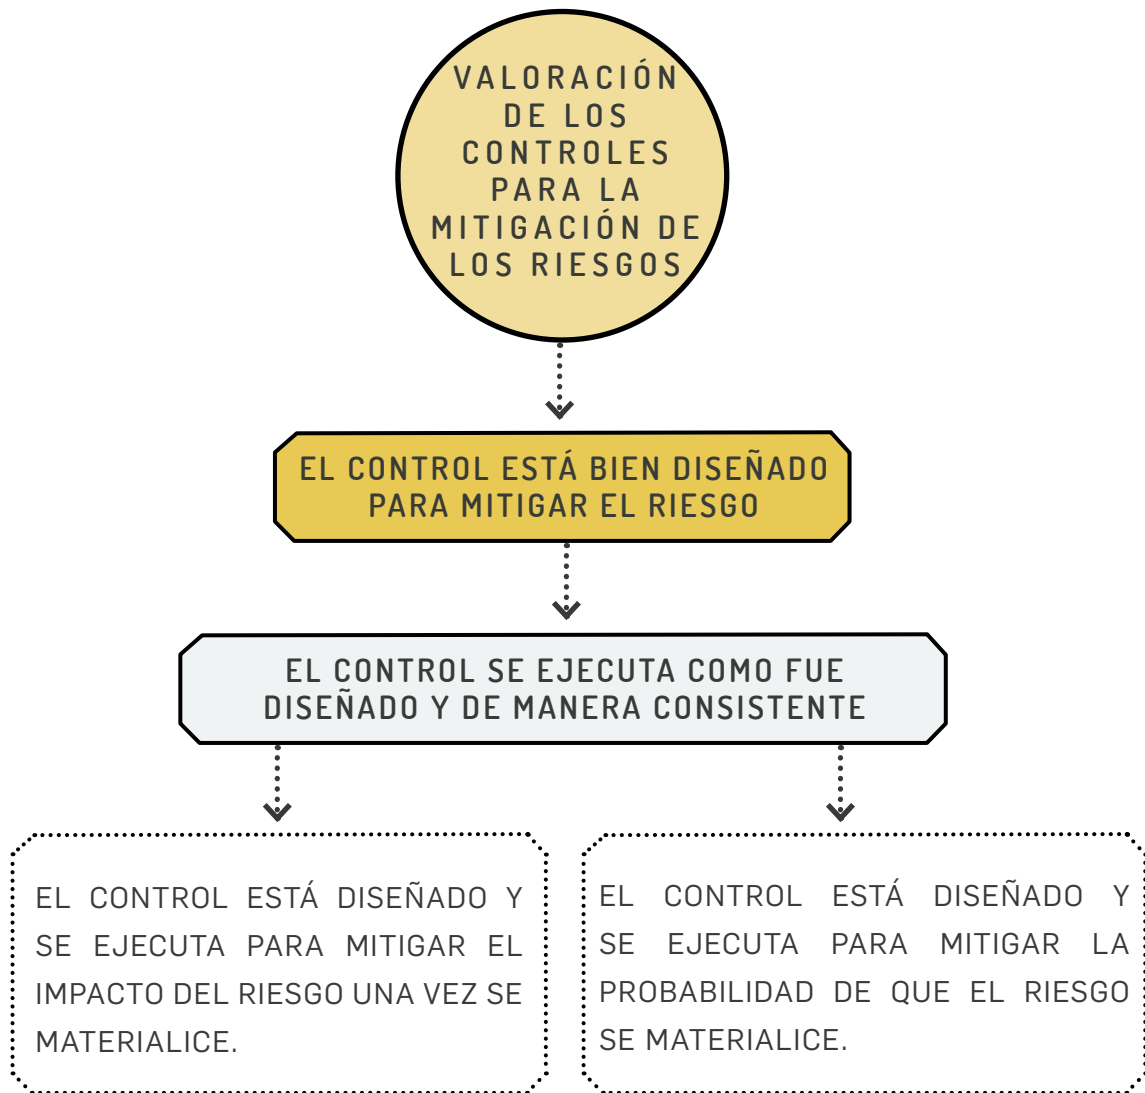 VALORACIÓN
DE LOS
CONTROLES
PARA LA
MITIGACIÓN DE
LOS RIESGOS
EL CONTROL ESTÁ BIEN DISEÑADO
PARA MITIGAR EL RIESGO
EL CONTROL SE EJECUTA COMO FUE
DISEÑADO Y DE MANERA CONSISTENTE
EL CONTROL ESTÁ DISEÑADO Y
SE EJECUTA PARA MITIGAR EL
IMPACTO DEL RIESGO UNA VEZ SE
MATERIALICE.
EL CONTROL ESTÁ DISEÑADO Y
SE EJECUTA PARA MITIGAR LA
PROBABILIDAD DE QUE EL RIESGO
SE MATERIALICE.